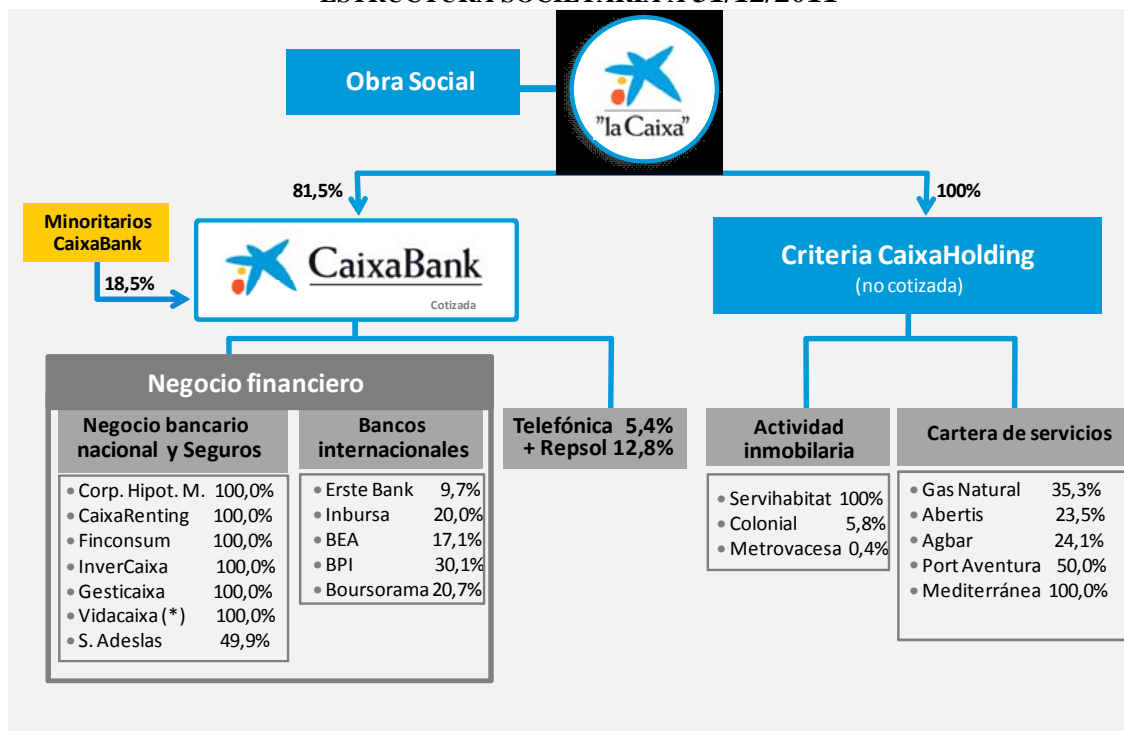 ESTRUCTURA SOCIETARIA A 31/12/2011
Obra Social
"la Caixa"
81,5%
100%
Minoritarios
CaixaBank
18,5%
CaixaBank
Cotizada
Criteria CaixaHolding
(no cotizada)
Negocio financiero
Negocio bancario
nacional y Seguros
• Corp. Hipot. M. 100,0%
• CaixaRenting 100,0%
• Finconsum 100,0%
• InverCaixa 100,0%
• Gesticaixa 100,0%
• Vidacaixa (*) 100,0%
• S. Adeslas 49,9%
Bancos
internacionales
• Erste Bank 9,7%
• Inbursa 20,0%
• BEA 17,1%
• BPI 30,1%
• Boursorama 20,7%
Telefónica 5,4%
+ Repsol 12,8%
Actividad
inmobilaria
• Servihabitat 100%
• Colonial 5,8%
• Metrovacesa 0,4%
Cartera de servicios
• Gas Natural 35,3%
• Abertis 23,5%
• Agbar 24,1%
• Port Aventura 50,0%
• Mediterránea 100,0%